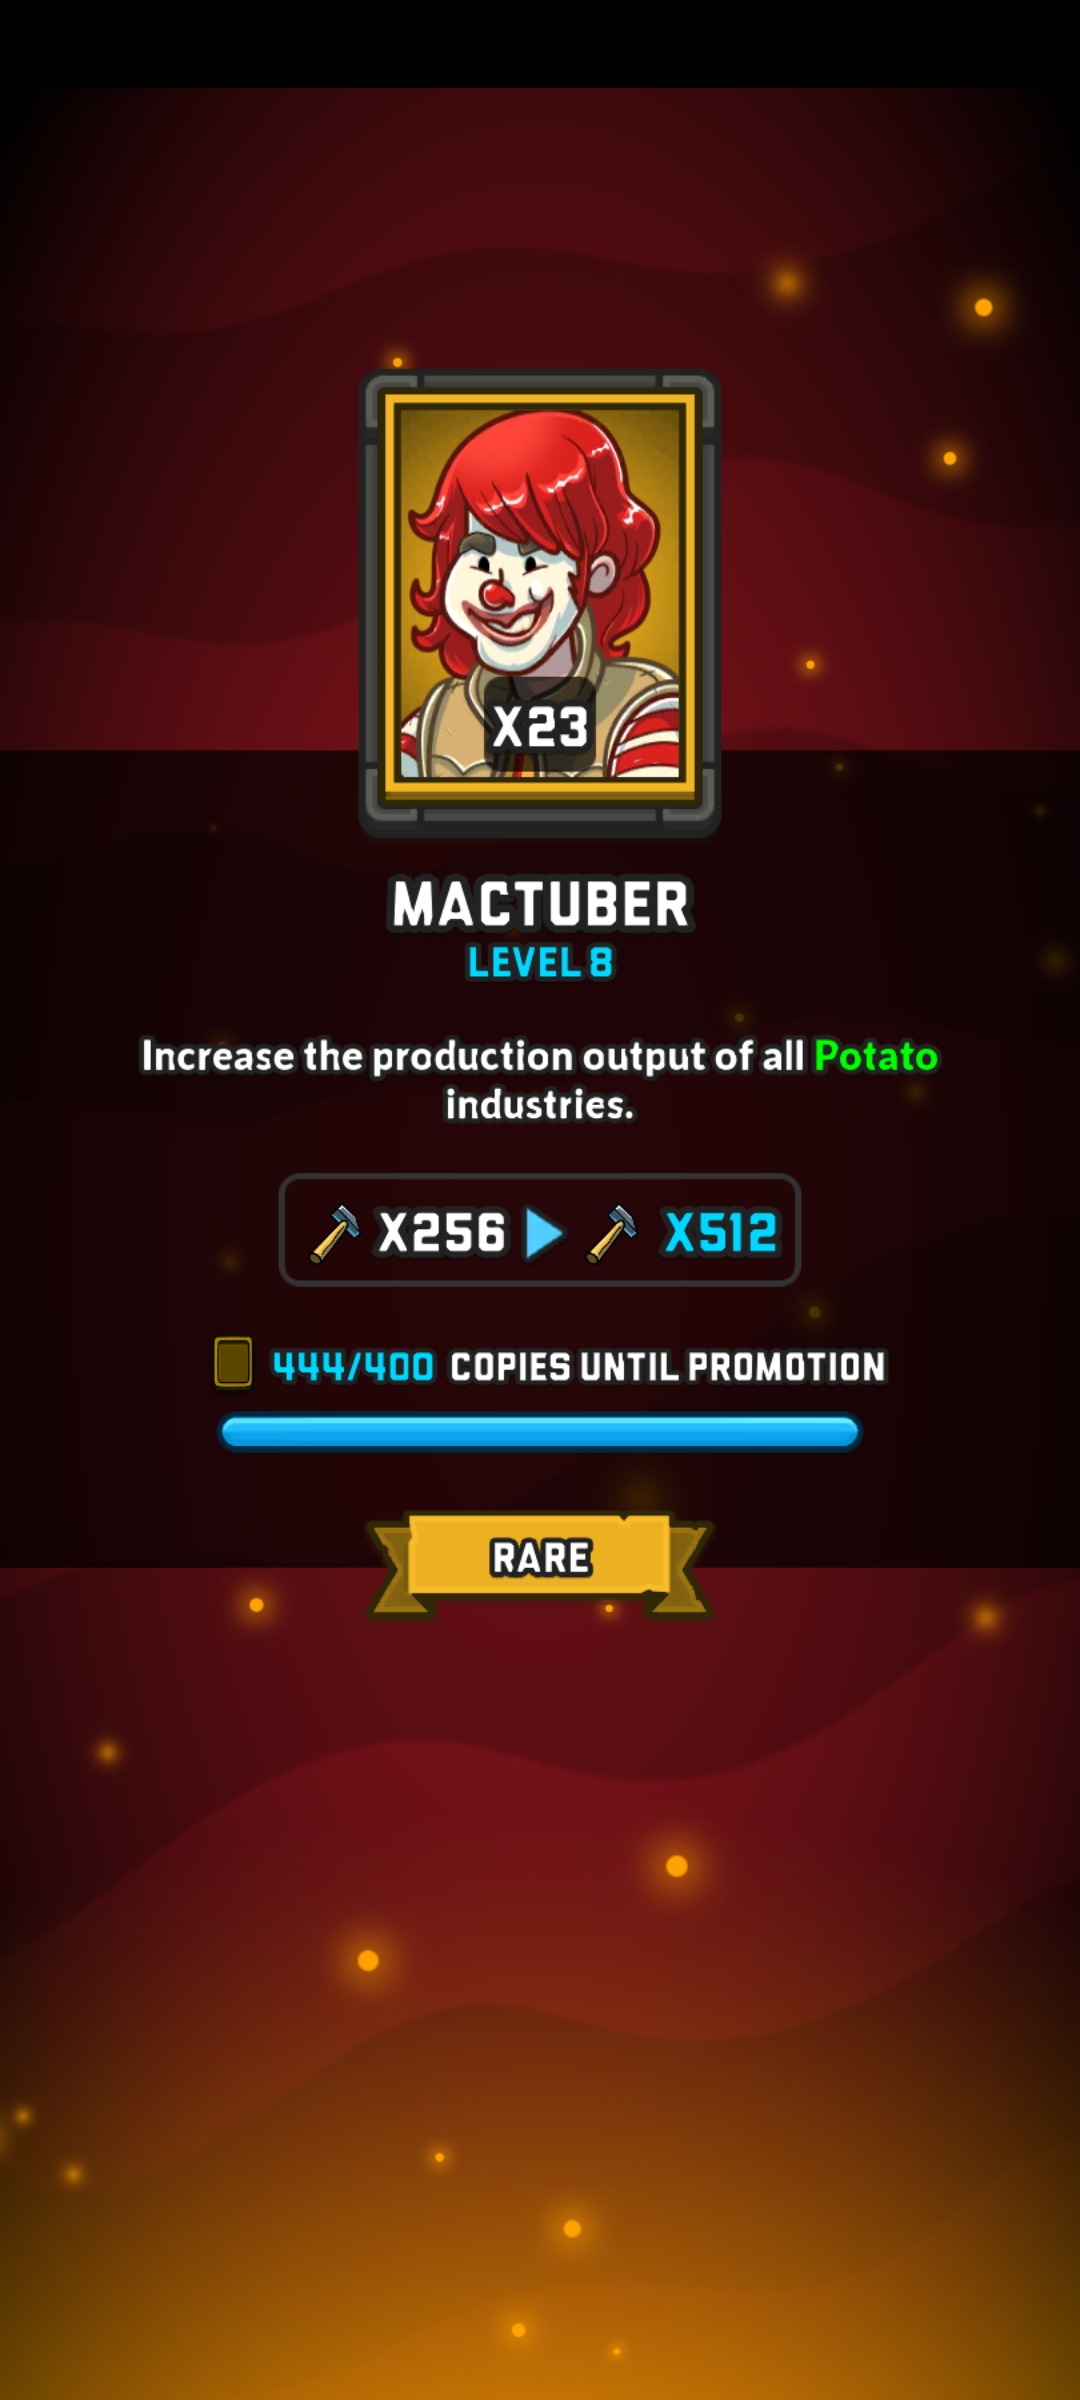 X23
MACTUBER
LEVEL 8
Increase the production output of all Potato
industries.
X256 X512
444/400 COPIES UNTIL PROMOTION
RARE